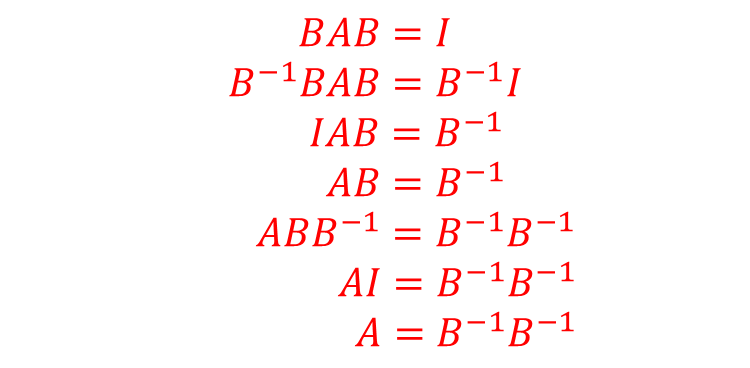 BAB = I
B⁻¹BAB = B⁻¹I
IAB = B⁻¹
AB = B⁻¹
ABB⁻¹ = B⁻¹B⁻¹
AI = B⁻¹B⁻¹
A = B⁻¹B⁻¹